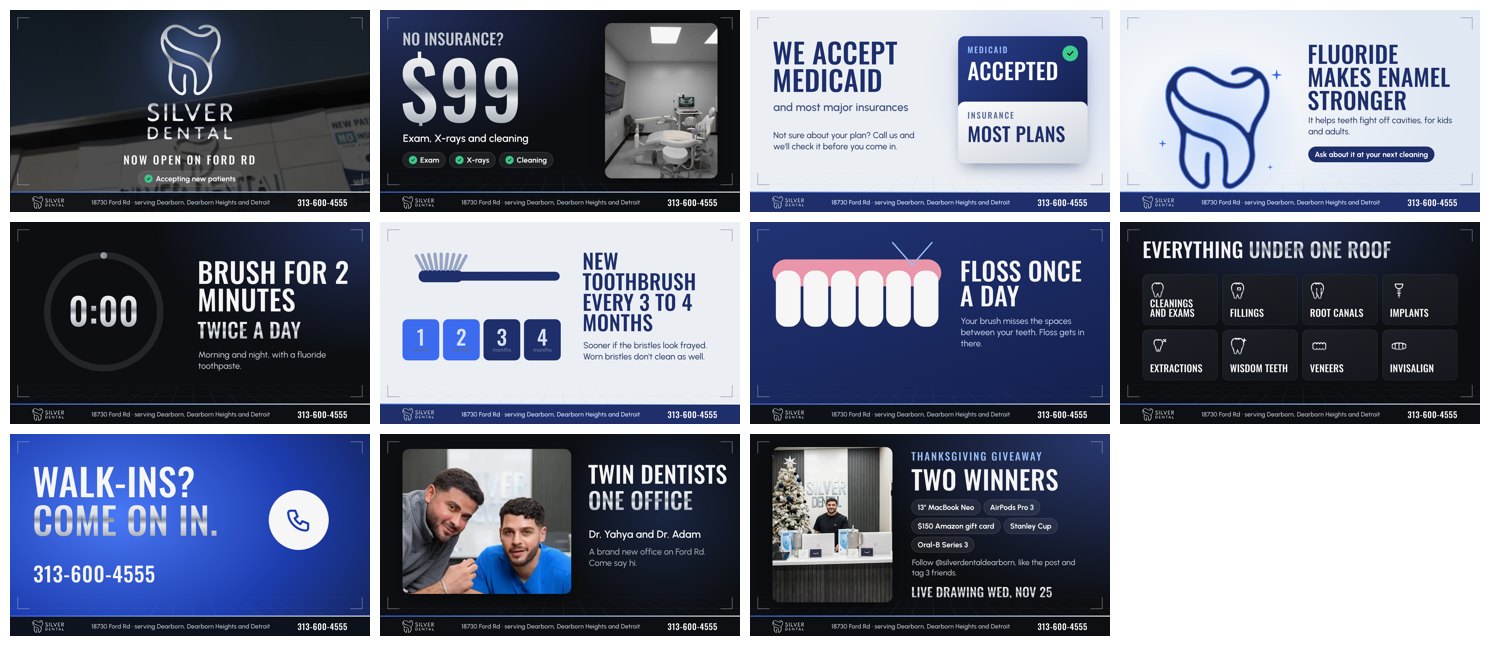 SILVER
DENTAL
NOW OPEN ON FORD RD
Accepting new patients
SILVER
DENTAL
18730 Ford Rd · serving Dearborn, Dearborn Heights and Detroit
313-600-4555
NO INSURANCE?
$99
Exam, X-rays and cleaning
Exam
X-rays
Cleaning
SILVER
DENTAL
18730 Ford Rd · serving Dearborn, Dearborn Heights and Detroit
313-600-4555
WE ACCEPT
MEDICAID
and most major insurances
Not sure about your plan? Call us and
we'll check it before you come in.
MEDICAID
ACCEPTED
INSURANCE
MOST PLANS
SILVER
DENTAL
18730 Ford Rd · serving Dearborn, Dearborn Heights and Detroit
313-600-4555
FLUORIDE
MAKES ENAMEL
STRONGER
It helps teeth fight off cavities, for kids
and adults.
Ask about it at your next cleaning
SILVER
DENTAL
18730 Ford Rd · serving Dearborn, Dearborn Heights and Detroit
313-600-4555
0:00
BRUSH FOR 2
MINUTES
TWICE A DAY
Morning and night, with a fluoride
toothpaste.
SILVER
DENTAL
18730 Ford Rd · serving Dearborn, Dearborn Heights and Detroit
313-600-4555
1
2
3
months
4
months
NEW
TOOTHBRUSH
EVERY 3 TO 4
MONTHS
Sooner if the bristles look frayed.
Worn bristles don't clean as well.
SILVER
DENTAL
18730 Ford Rd · serving Dearborn, Dearborn Heights and Detroit
313-600-4555
FLOSS ONCE
A DAY
Your brush misses the spaces
between your teeth. Floss gets in
there.
SILVER
DENTAL
18730 Ford Rd · serving Dearborn, Dearborn Heights and Detroit
313-600-4555
EVERYTHING UNDER ONE ROOF
CLEANINGS
AND EXAMS
FILLINGS
ROOT CANALS
IMPLANTS
EXTRACTIONS
WISDOM TEETH
VENEERS
INVISALIGN
SILVER
DENTAL
18730 Ford Rd · serving Dearborn, Dearborn Heights and Detroit
313-600-4555
WALK-INS?
COME ON IN.
313-600-4555
SILVER
DENTAL
18730 Ford Rd · serving Dearborn, Dearborn Heights and Detroit
313-600-4555
TWIN DENTISTS
ONE OFFICE
Dr. Yahya and Dr. Adam
A brand new office on Ford Rd.
Come say hi.
SILVER
DENTAL
18730 Ford Rd · serving Dearborn, Dearborn Heights and Detroit
313-600-4555
THANKSGIVING GIVEAWAY
TWO WINNERS
13" MacBook Neo
AirPods Pro 3
$150 Amazon gift card
Stanley Cup
Oral-B Series 3
Follow @silverdentaldearborn, like the post and
tag 3 friends.
LIVE DRAWING WED, NOV 25
SILVER
DENTAL
18730 Ford Rd · serving Dearborn, Dearborn Heights and Detroit
313-600-4555